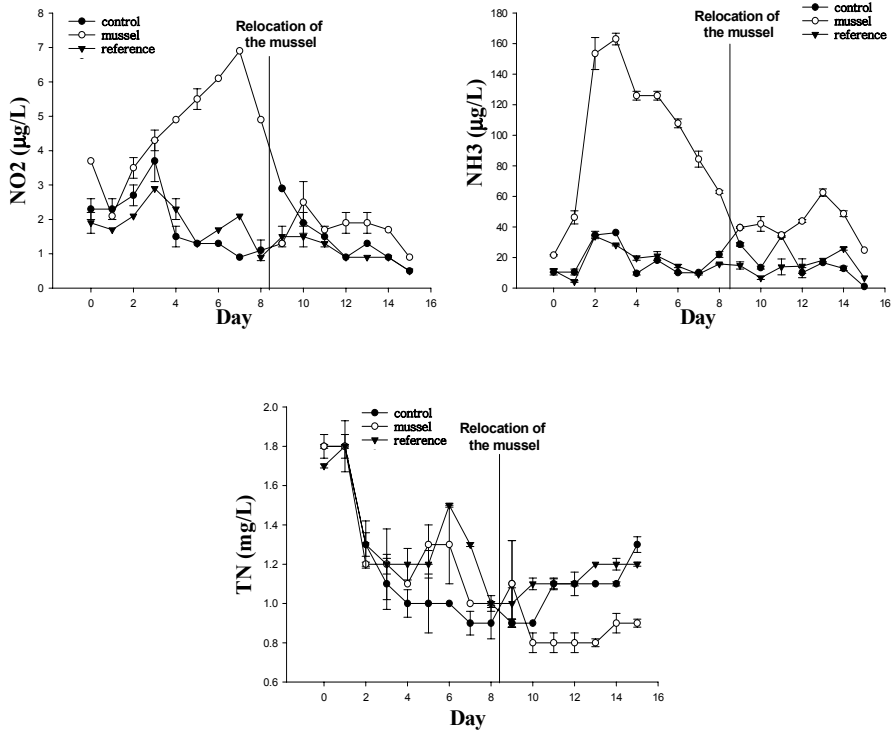 control
mussel
reference
Relocation of
the mussel
NO2 (µg/L)
8
7
6
5
4
3
2
1
0
0 2 4 6 8 10 12 14 16
Day
control
mussel
reference
Relocation of
the mussel
NH3 (µg/L)
180
160
140
120
100
80
60
40
20
0
0 2 4 6 8 10 12 14 16
Day
control
mussel
reference
Relocation of
the mussel
TN (mg/L)
2.0
1.8
1.6
1.4
1.2
1.0
0.8
0.6
0 2 4 6 8 10 12 14 16
Day